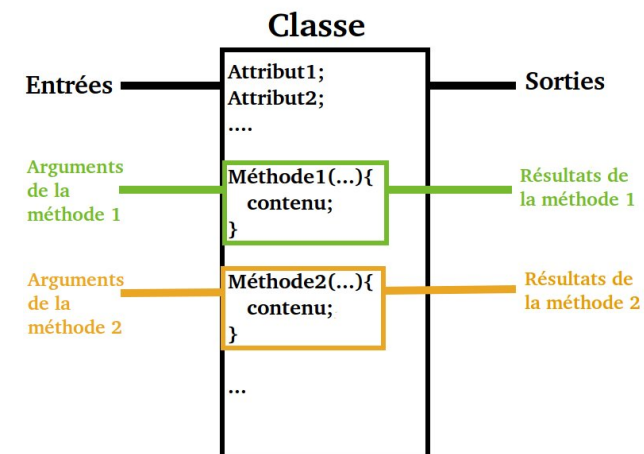 Classe
Entrées
Attribut1;
Attribut2;
....
Sorties
Arguments
de la
méthode 1
Méthode1(...){
contenu;
}
Résultats de
la méthode 1
Arguments
de la
méthode 2
Méthode2(...){
contenu;
}
Résultats de
la méthode 2
...